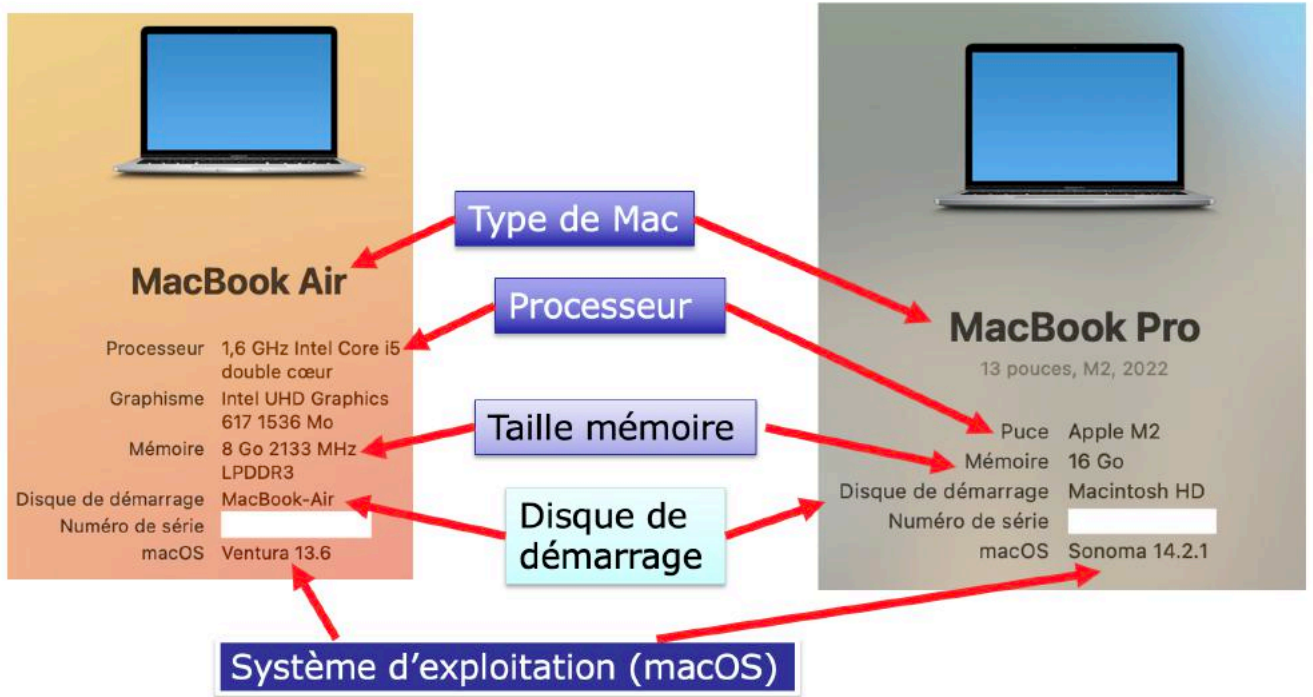 MacBook Air
Processeur 1,6 GHz Intel Core i5
double cœur
Graphisme Intel UHD Graphics
617 1536 Mo
Mémoire 8 Go 2133 MHz
LPDDR3
Disque de démarrage MacBook-Air
Numéro de série
macOS Ventura 13.6
Type de Mac
Processeur
Taille mémoire
Disque de
démarrage
Système d’exploitation (macOS)
MacBook Pro
13 pouces, M2, 2022
Puce Apple M2
Mémoire 16 Go
Disque de démarrage Macintosh HD
Numéro de série
macOS Sonoma 14.2.1